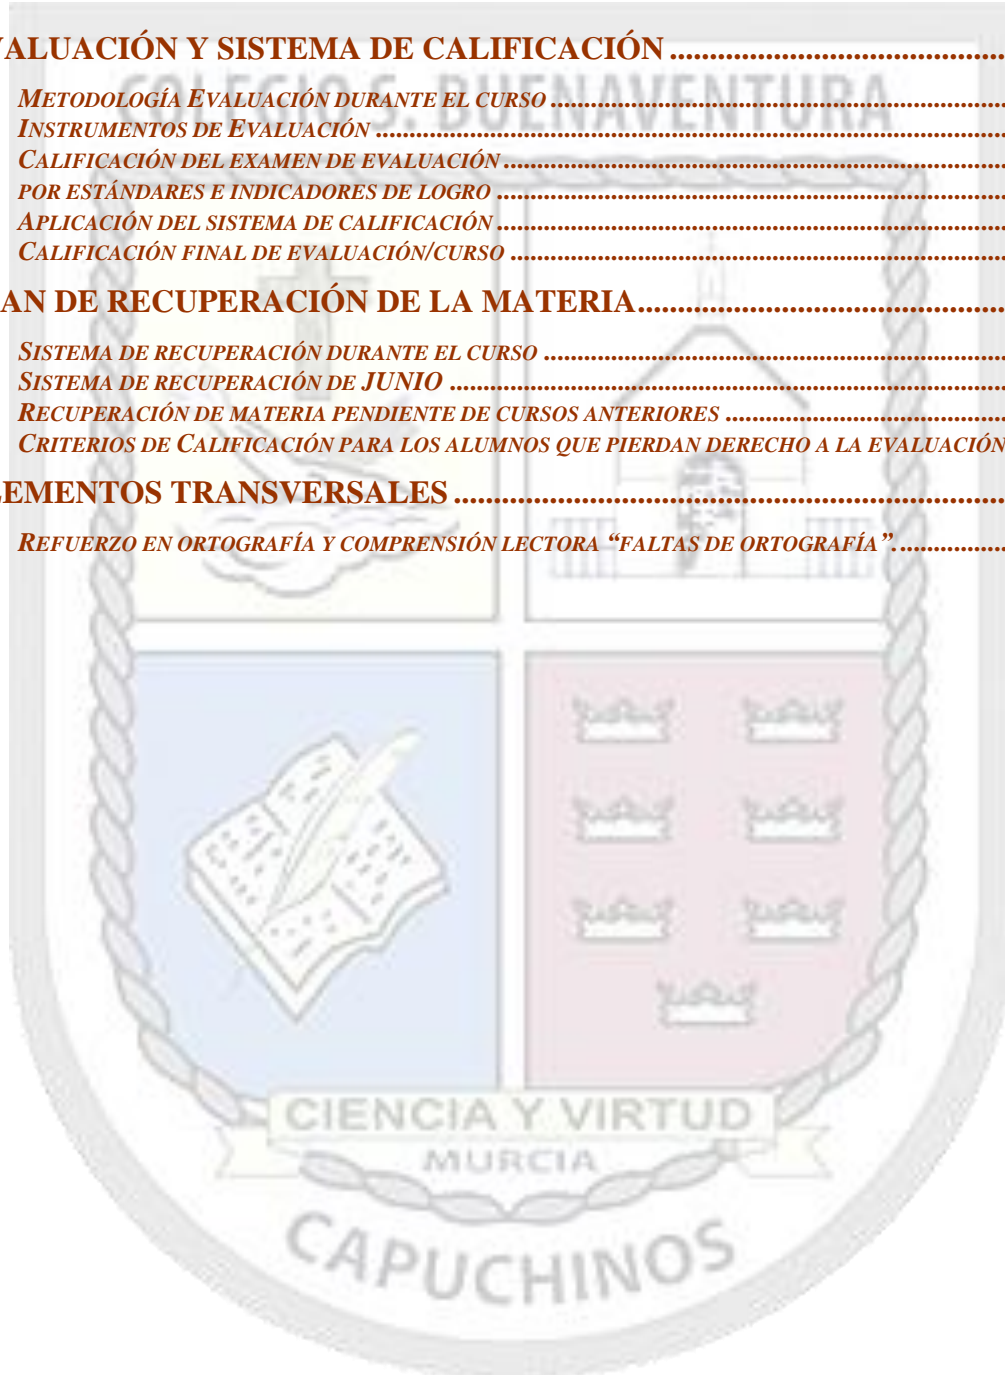 VALUACIÓN Y SISTEMA DE CALIFICACIÓN ....................................
COLEGIO S. BUENAVENTURA
METODOLOGÍA EVALUACIÓN DURANTE EL CURSO ....................................
INSTRUMENTOS DE EVALUACIÓN ....................................
CALIFICACIÓN DEL EXAMEN DE EVALUACIÓN ....................................
POR ESTÁNDARES E INDICADORES DE LOGRO ....................................
APLICACIÓN DEL SISTEMA DE CALIFICACIÓN ....................................
CALIFICACIÓN FINAL DE EVALUACIÓN/CURSO ....................................
AN DE RECUPERACIÓN DE LA MATERIA ....................................
SISTEMA DE RECUPERACIÓN DURANTE EL CURSO ....................................
SISTEMA DE RECUPERACIÓN DE JUNIO ....................................
RECUPERACIÓN DE MATERIA PENDIENTE DE CURSOS ANTERIORES ....................................
CRITERIOS DE CALIFICACIÓN PARA LOS ALUMNOS QUE PIERDAN DERECHO A LA EVALUACIÓN
LEMENTOS TRANSVERSALES ....................................
REFUERZO EN ORTOGRAFÍA Y COMPRENSIÓN LECTORA “FALTAS DE ORTOGRAFÍA”. ....................
CIENCIA Y VIRTUD
MURCIA
CAPUCHINOS